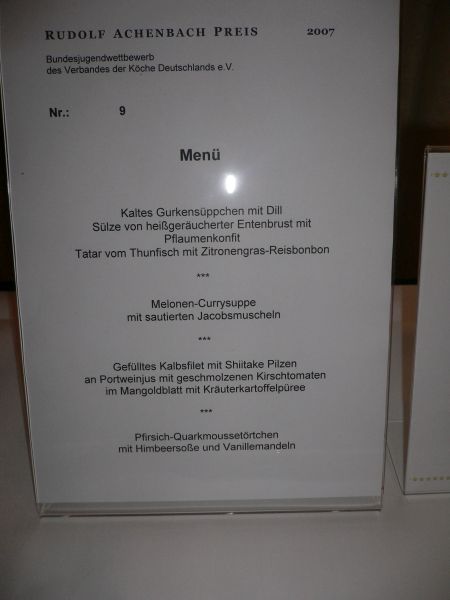 RUDOLF ACHENBACH PREIS 2007
Bundesjugendwettbewerb
des Verbandes der Köche Deutschlands e.V.
Nr.: 9
Menü
Kaltes Gurkensüppchen mit Dill
Sülze von heißgeräucherter Entenbrust mit
Pflaumenkonfit
Tatar vom Thunfisch mit Zitronengras-Reisbonbon
***
Melonen-Currysuppe
mit sautierten Jacobsmuscheln
***
Gefülltes Kalbsfilet mit Shiitake Pilzen
an Portweinjus mit geschmolzenen Kirschtomaten
im Mangoldblatt mit Kräuterkartoffelpüree
***
Pfirsich-Quarkmoussetörtchen
mit Himbeersoße und Vanillemandeln